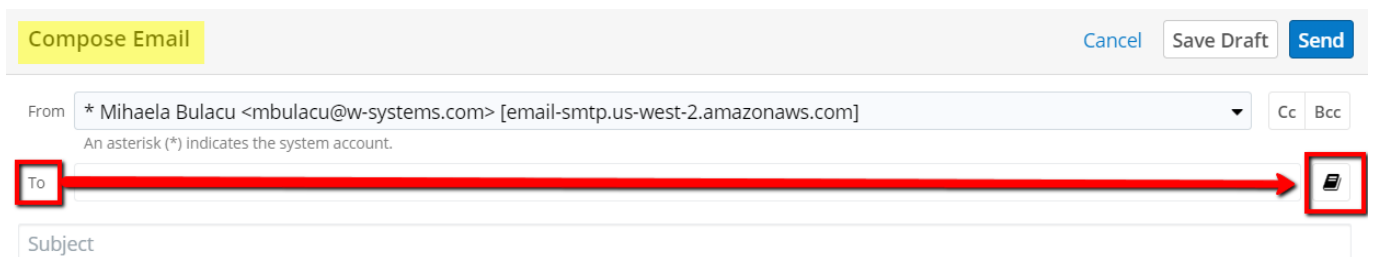 Compose Email Cancel Save Draft Send
From * Mihaela Bulacu <mbulacu@w-systems.com> [email-smtp.us-west-2.amazonaws.com] Cc Bcc
An asterisk (*) indicates the system account.
To
Subject